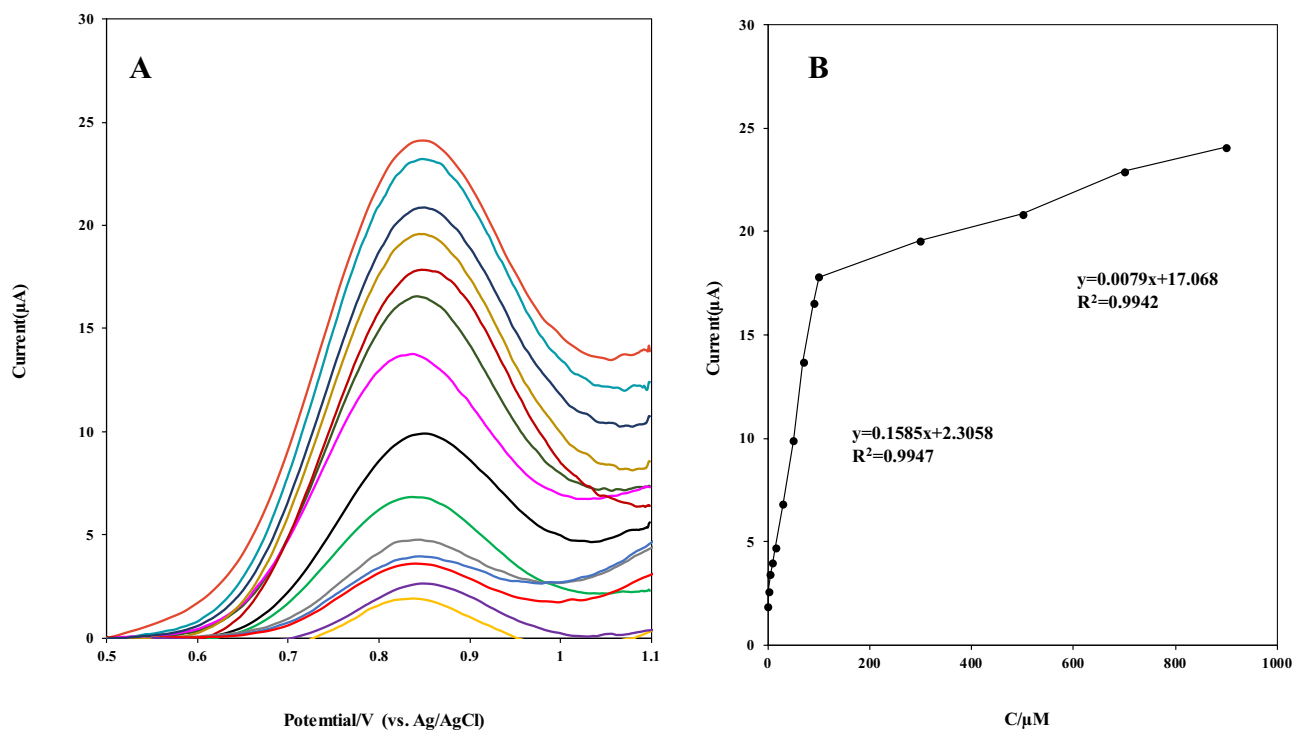 A
30
25
20
15
10
5
0
0.5
0.6
0.7
0.8
0.9
1
1.1
Current(µA)
Potemtial/V (vs. Ag/AgCl)
B
30
25
20
15
10
5
0
0
200
400
600
800
1000
Current(µA)
y=0.0079x+17.068
R²=0.9942
y=0.1585x+2.3058
R²=0.9947
C/µM